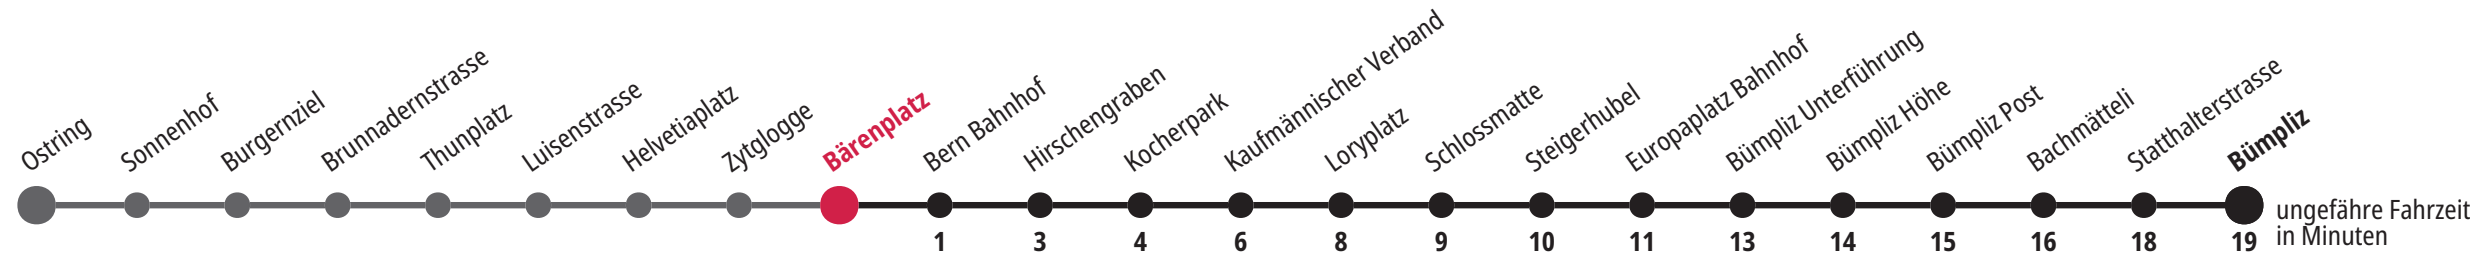 Ostring
Sonnenhof
Burgernziel
Brunnadernstrasse
Thunplatz
Luisenstrasse
Helvetiaplatz
Zytglogge
Bärenplatz
Bern Bahnhof
Hirschengraben
Kocherpark
Kaufmännischer Verband
Loryplatz
Schlossmatte
Steigerhubel
Europaplatz Bahnhof
Bümpliz Unterführung
Bümpliz Höhe
Bümpliz Post
Bachmätteli
Statthalterstrasse
Bümpliz
1 3 4 6 8 9 10 11 13 14 15 16 18 19
ungefähre Fahrzeit
in Minuten